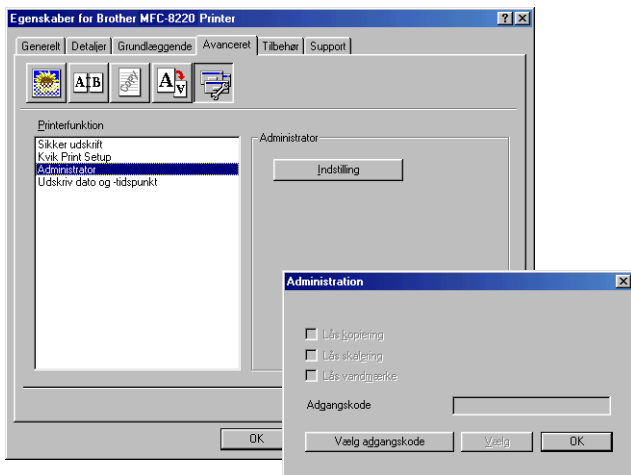 Egenskaber for Brother MFC-8220 Printer
Generelt Detaljer Grundlæggende Avanceret Tilbehør Support
A B A A
Printerfunktion
Sikker udskrift
Kvik Print Setup
Administrator
Udskriv dato og -tidspunkt
Administrator
Indstilling
OK
Administration
Lås kopiering
Lås skalering
Lås vandmærke
Adgangskode
Vælg adgangskode Vælg OK